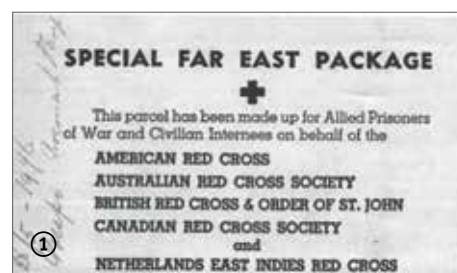 SPECIAL FAR EAST PACKAGE
This parcel has been made up for Allied Prisoners
of War and Civilian Internees on behalf of the
AMERICAN RED CROSS
AUSTRALIAN RED CROSS SOCIETY
BRITISH RED CROSS & ORDER OF ST. JOHN
CANADIAN RED CROSS SOCIETY
and
NETHERLANDS EAST INDIES RED CROSS
1